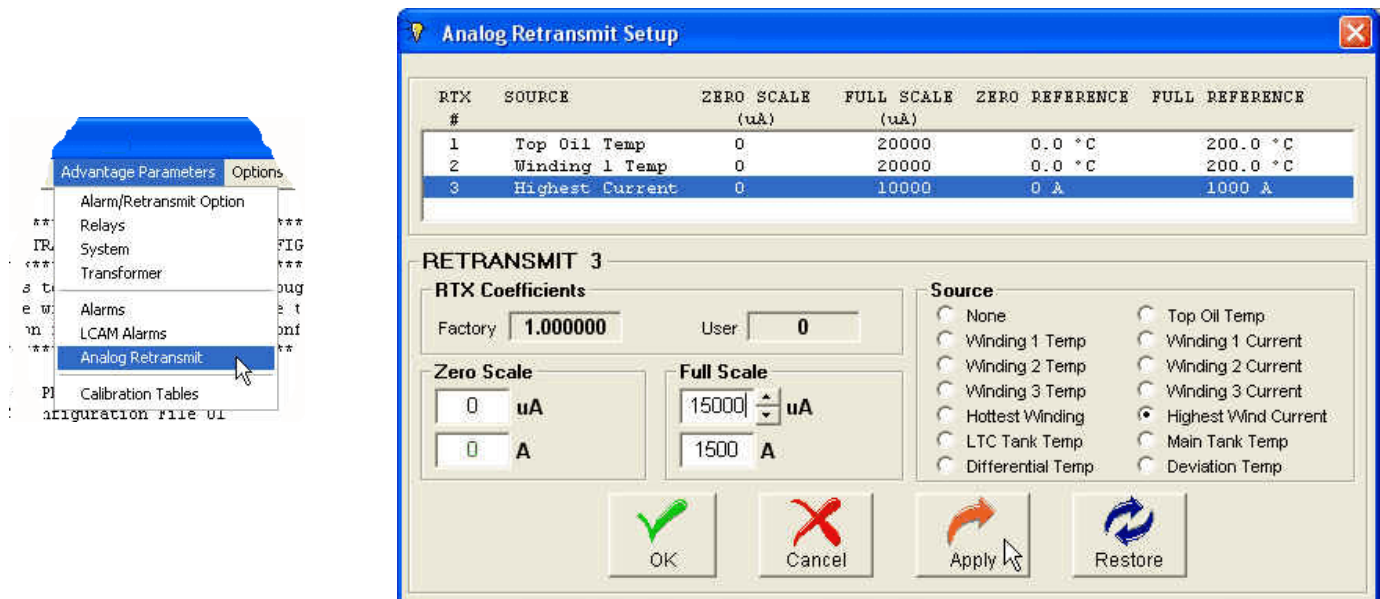 Advantage Parameters Options
Alarm/Retransmit Option
Relays
System
Transformer
Alarms
LCAM Alarms
Analog Retransmit
Calibration Tables
Analog Retransmit Setup
RTX # SOURCE ZERO SCALE (uA) FULL SCALE (uA) ZERO REFERENCE FULL REFERENCE
1 Top Oil Temp 0 20000 0.0 °C 200.0 °C
2 Winding 1 Temp 0 20000 0.0 °C 200.0 °C
3 Highest Current 0 10000 0 A 1000 A
RETRANSMIT 3
RTX Coefficients
Factory 1.000000 User 0
Zero Scale
0 uA
0 A
Full Scale
15000 uA
1500 A
Source
None Top Oil Temp
Winding 1 Temp Winding 1 Current
Winding 2 Temp Winding 2 Current
Winding 3 Temp Winding 3 Current
Hottest Winding Highest Wind Current
LTC Tank Temp Main Tank Temp
Differential Temp Deviation Temp
OK Cancel Apply Restore